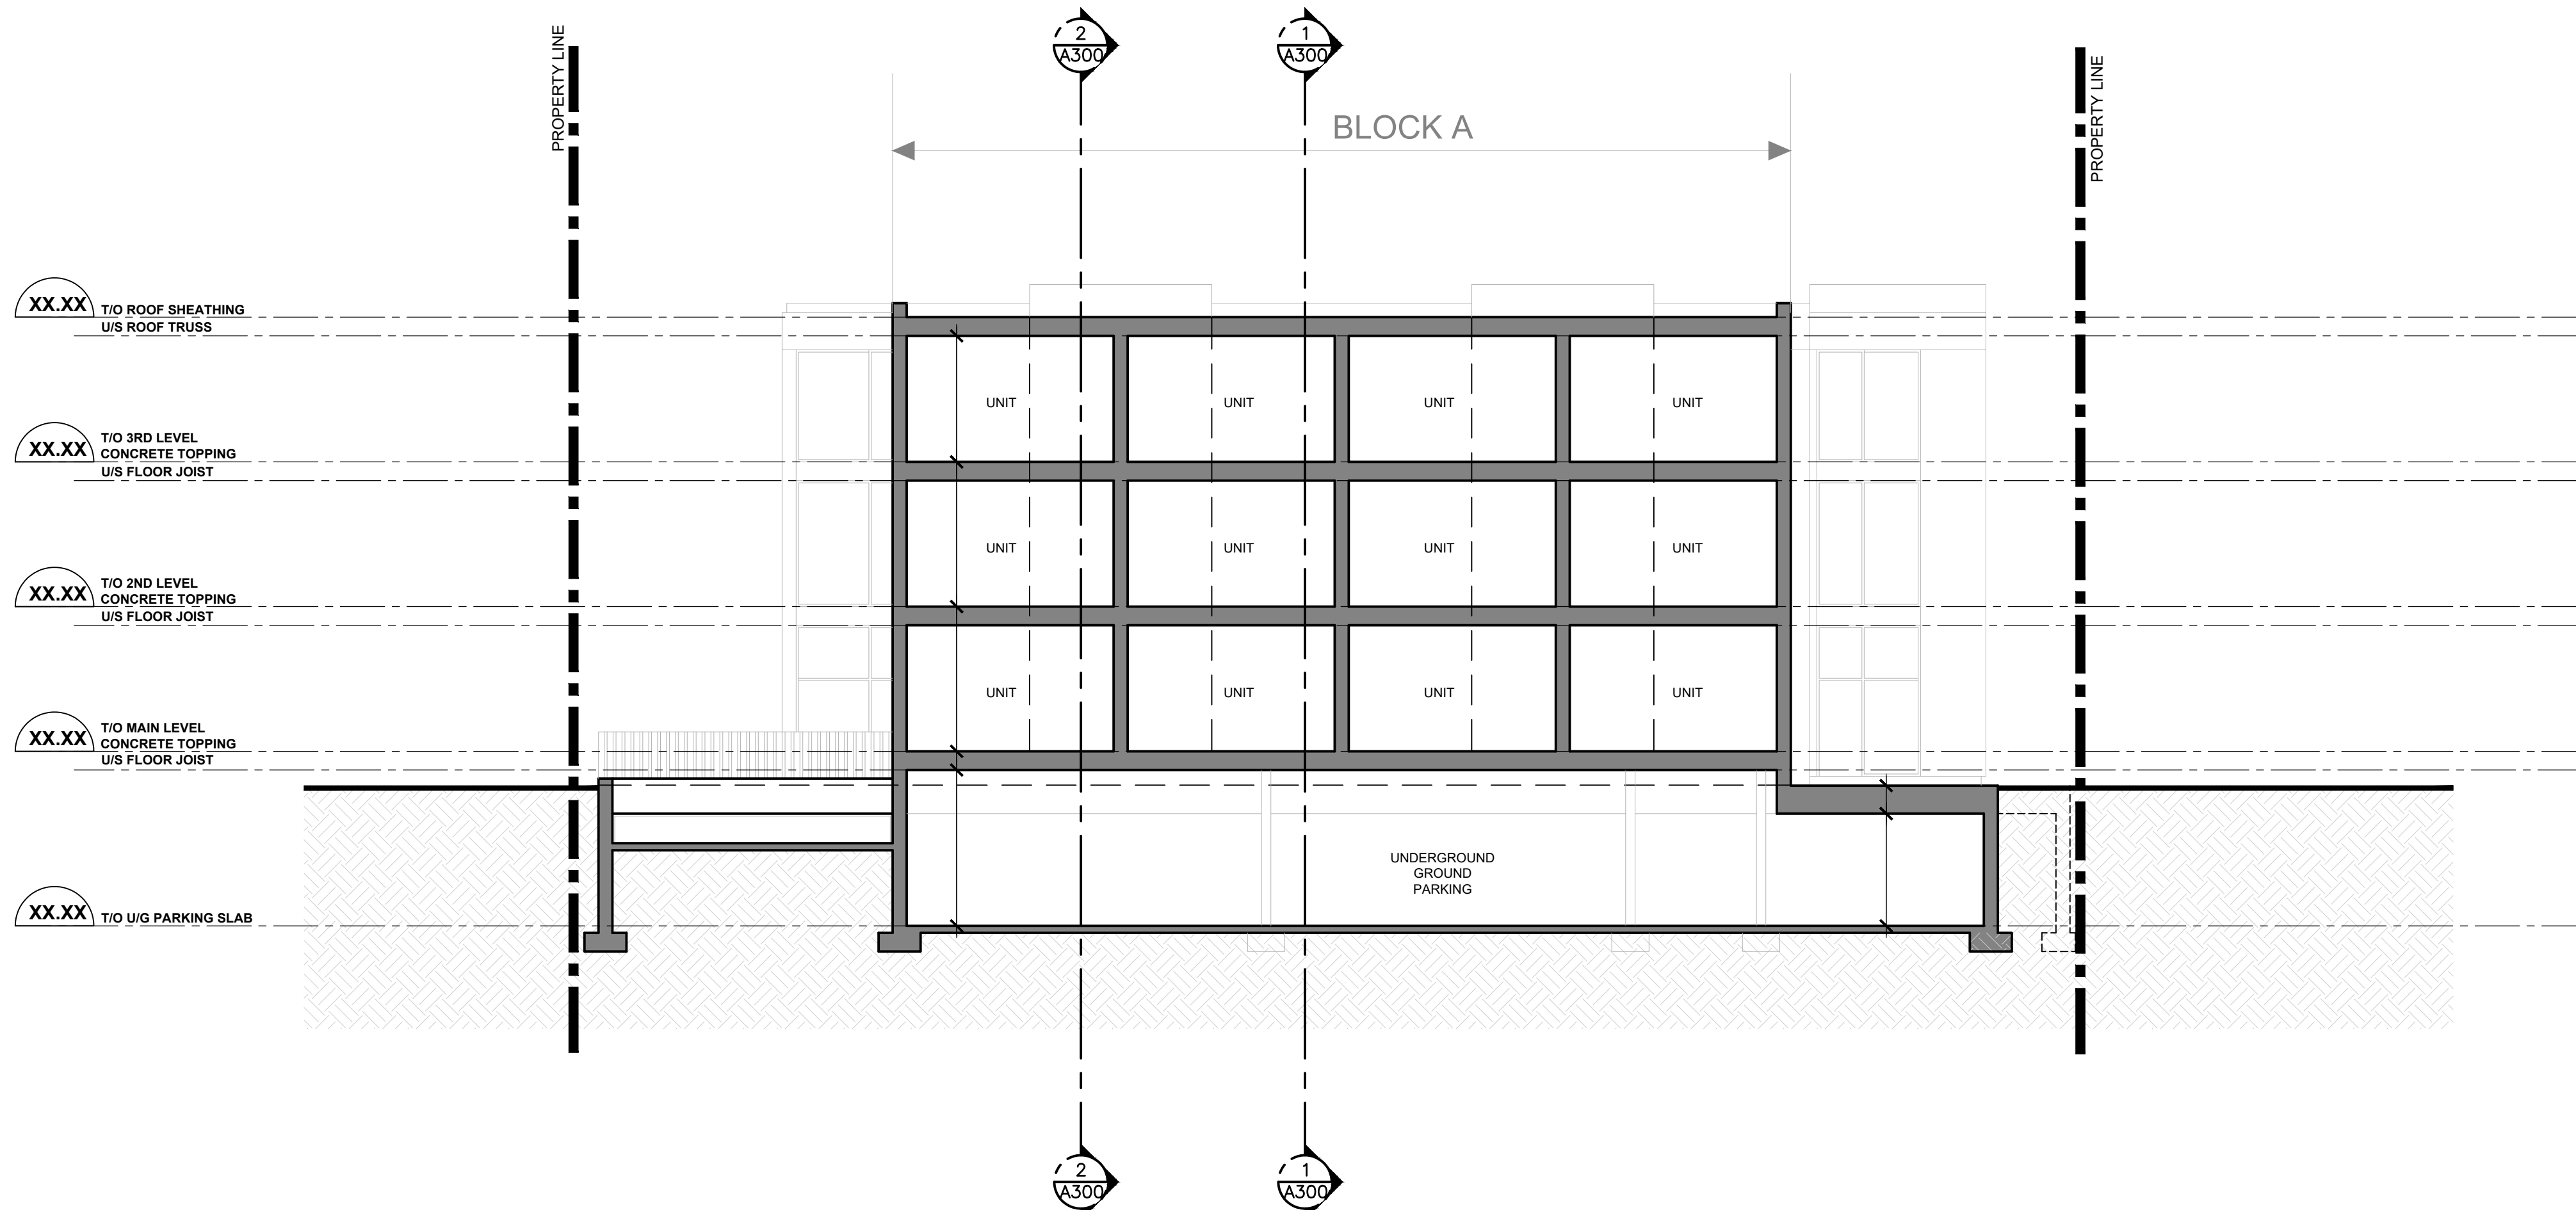 2
A300
1
A300
PROPERTY LINE
PROPERTY LINE
BLOCK A
XX.XX
T/O ROOF SHEATHING
U/S ROOF TRUSS
UNIT
UNIT
UNIT
UNIT
XX.XX
T/O 3RD LEVEL
CONCRETE TOPPING
U/S FLOOR JOIST
UNIT
UNIT
UNIT
UNIT
XX.XX
T/O 2ND LEVEL
CONCRETE TOPPING
U/S FLOOR JOIST
UNIT
UNIT
UNIT
UNIT
XX.XX
T/O MAIN LEVEL
CONCRETE TOPPING
U/S FLOOR JOIST
UNDERGROUND
GROUND
PARKING
XX.XX
T/O U/G PARKING SLAB
2
A300
1
A300